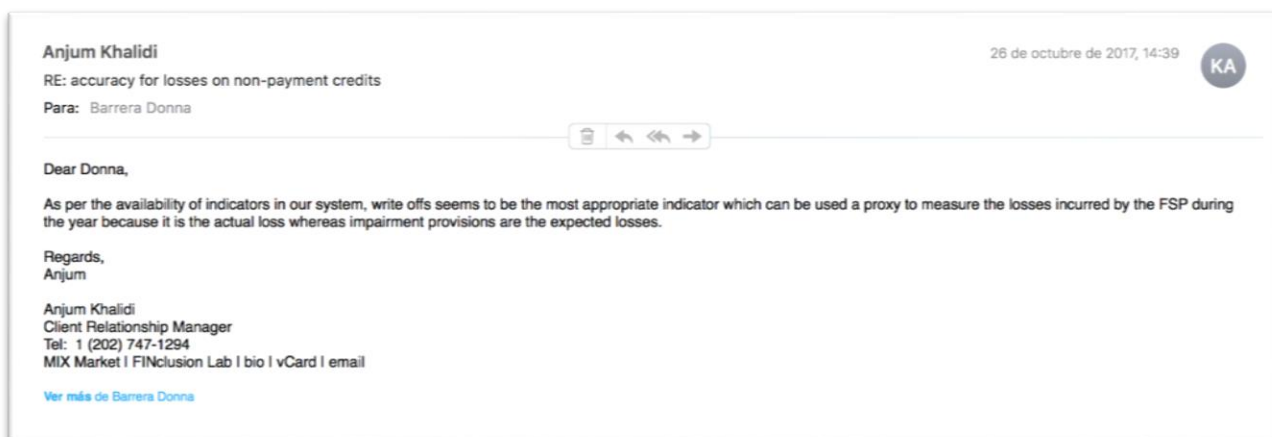 Anjum Khalidi
26 de octubre de 2017, 14:39
KA
RE: accuracy for losses on non-payment credits
Para: Barrera Donna
Dear Donna,
As per the availability of indicators in our system, write offs seems to be the most appropriate indicator which can be used a proxy to measure the losses incurred by the FSP during
the year because it is the actual loss whereas impairment provisions are the expected losses.
Regards,
Anjum
Anjum Khalidi
Client Relationship Manager
Tel: 1 (202) 747-1294
MIX Market I FINclusion Lab I bio I vCard I email
Ver más de Barrera Donna